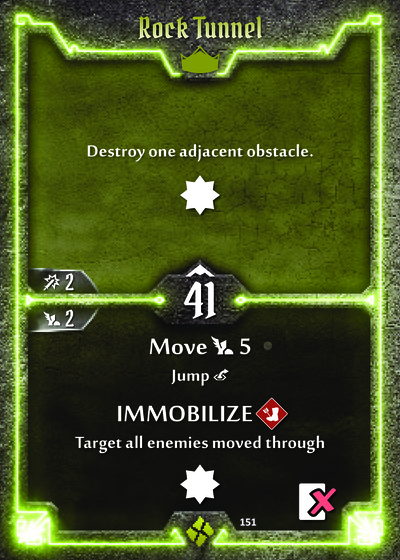 Rock Tunnel
Destroy one adjacent obstacle.
2
41
2
Move 5
Jump
IMMOBILIZE
Target all enemies moved through
151